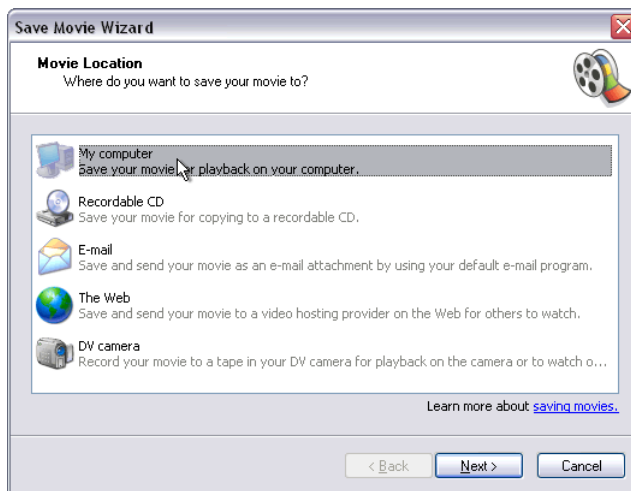 Save Movie Wizard
Movie Location
Where do you want to save your movie to?
My computer
Save your movie for playback on your computer.
Recordable CD
Save your movie for copying to a recordable CD.
E-mail
Save and send your movie as an e-mail attachment by using your default e-mail program.
The Web
Save and send your movie to a video hosting provider on the Web for others to watch.
DV camera
Record your movie to a tape in your DV camera for playback on the camera or to watch o...
Learn more about saving movies.
< Back
Next >
Cancel